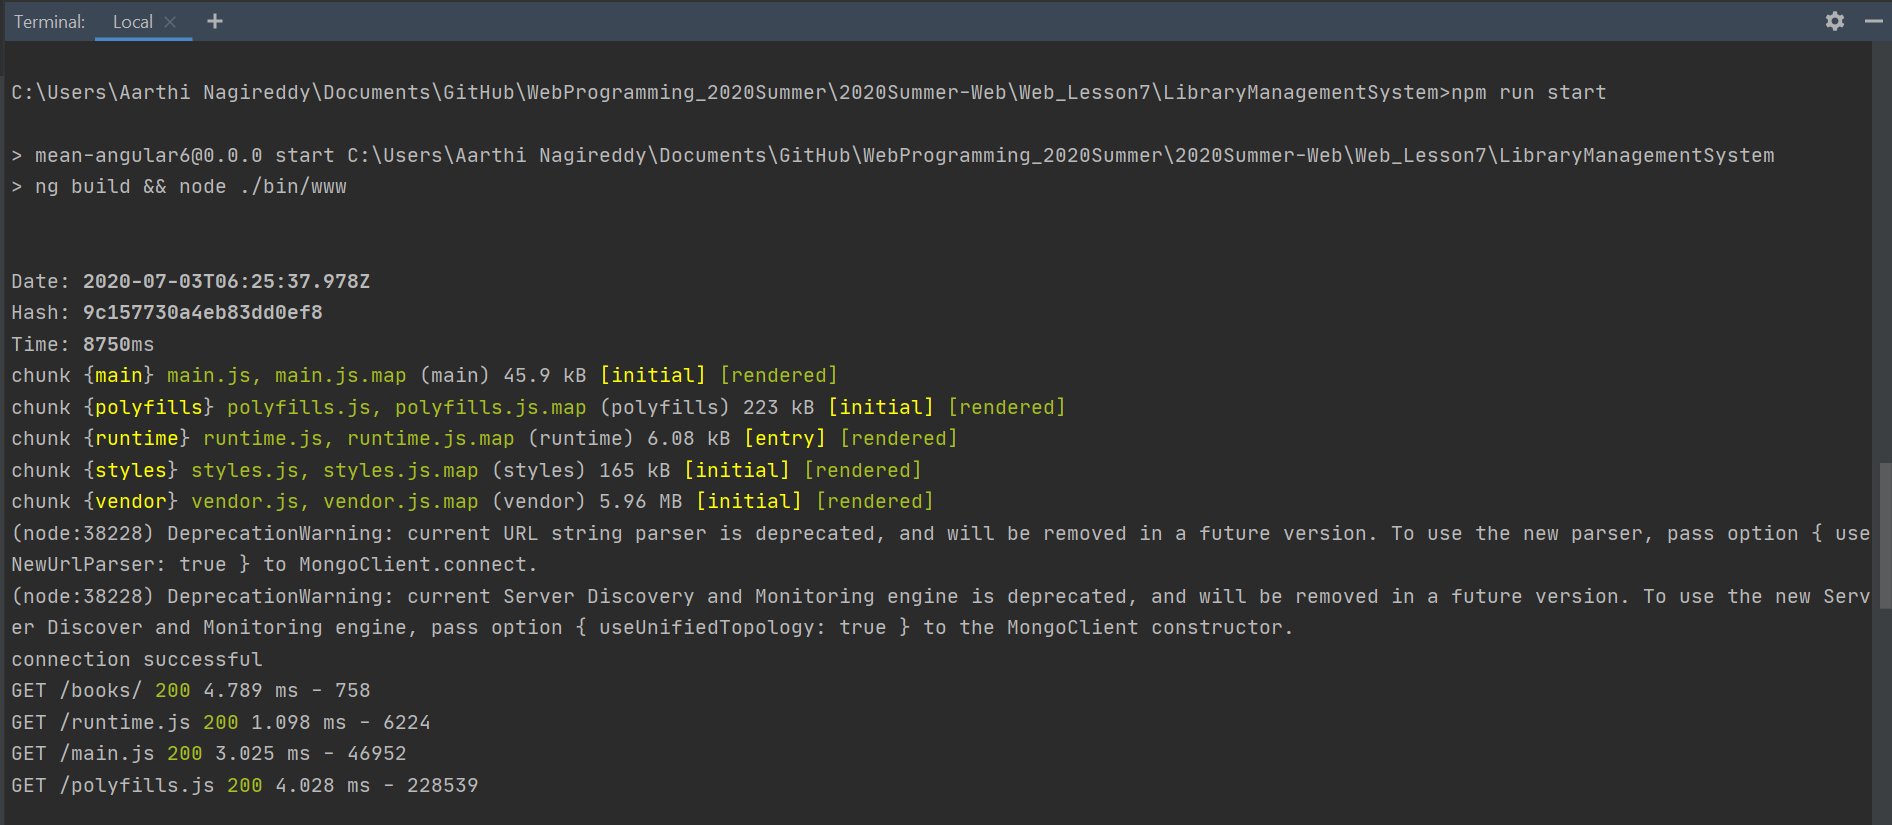 Terminal: Local
C:\Users\Aarthi Nagireddy\Documents\GitHub\WebProgramming_2020Summer\2020Summer-Web\Web_Lesson7\LibraryManagementSystem>npm run start
> mean-angular6@0.0.0 start C:\Users\Aarthi Nagireddy\Documents\GitHub\WebProgramming_2020Summer\2020Summer-Web\Web_Lesson7\LibraryManagementSystem
> ng build && node ./bin/www
Date: 2020-07-03T06:25:37.978Z
Hash: 9c157730a4eb83dd0ef8
Time: 8750ms
chunk {main} main.js, main.js.map (main) 45.9 kB [initial] [rendered]
chunk {polyfills} polyfills.js, polyfills.js.map (polyfills) 223 kB [initial] [rendered]
chunk {runtime} runtime.js, runtime.js.map (runtime) 6.08 kB [entry] [rendered]
chunk {styles} styles.js, styles.js.map (styles) 165 kB [initial] [rendered]
chunk {vendor} vendor.js, vendor.js.map (vendor) 5.96 MB [initial] [rendered]
(node:38228) DeprecationWarning: current URL string parser is deprecated, and will be removed in a future version. To use the new parser, pass option { use
NewUrlParser: true } to MongoClient.connect.
(node:38228) DeprecationWarning: current Server Discovery and Monitoring engine is deprecated, and will be removed in a future version. To use the new Serv
er Discover and Monitoring engine, pass option { useUnifiedTopology: true } to the MongoClient constructor.
connection successful
GET /books/ 200 4.789 ms - 758
GET /runtime.js 200 1.098 ms - 6224
GET /main.js 200 3.025 ms - 46952
GET /polyfills.js 200 4.028 ms - 228539